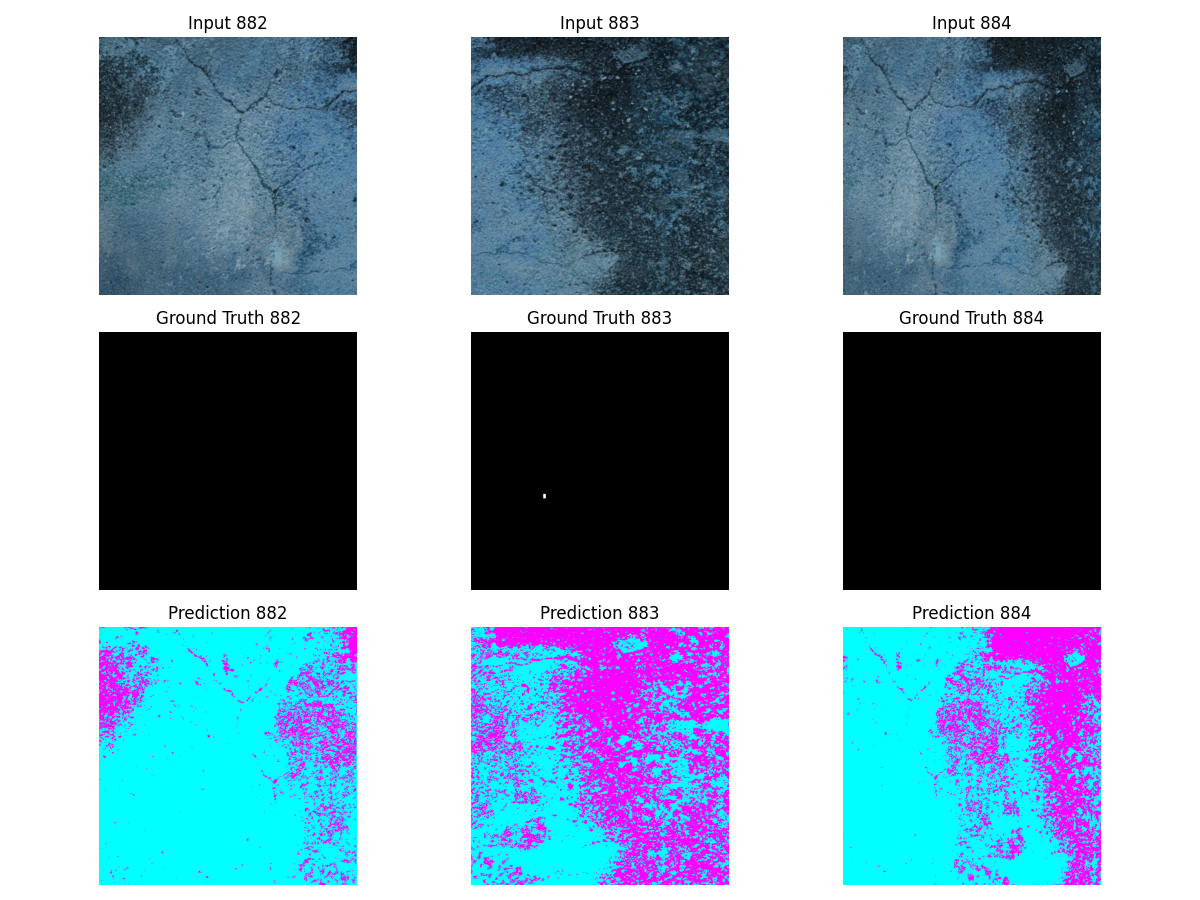 Input 882
Input 883
Input 884
Ground Truth 882
Ground Truth 883
Ground Truth 884
Prediction 882
Prediction 883
Prediction 884